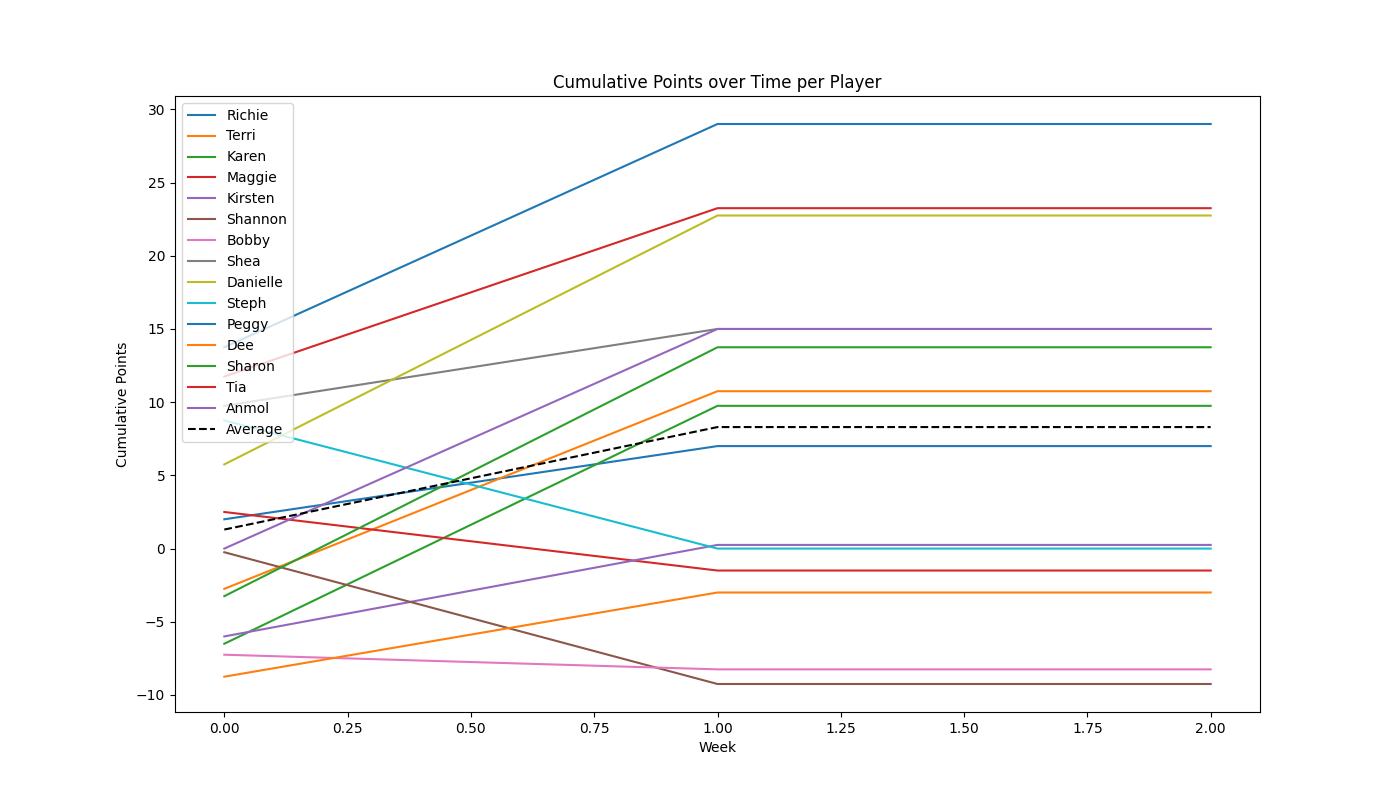 Cumulative Points over Time per Player
30
25
20
15
10
5
0
−5
−10
Cumulative Points
Richie
Terri
Karen
Maggie
Kirsten
Shannon
Bobby
Shea
Danielle
Steph
Peggy
Dee
Sharon
Tia
Anmol
Average
0.00 0.25 0.50 0.75 1.00 1.25 1.50 1.75 2.00
Week